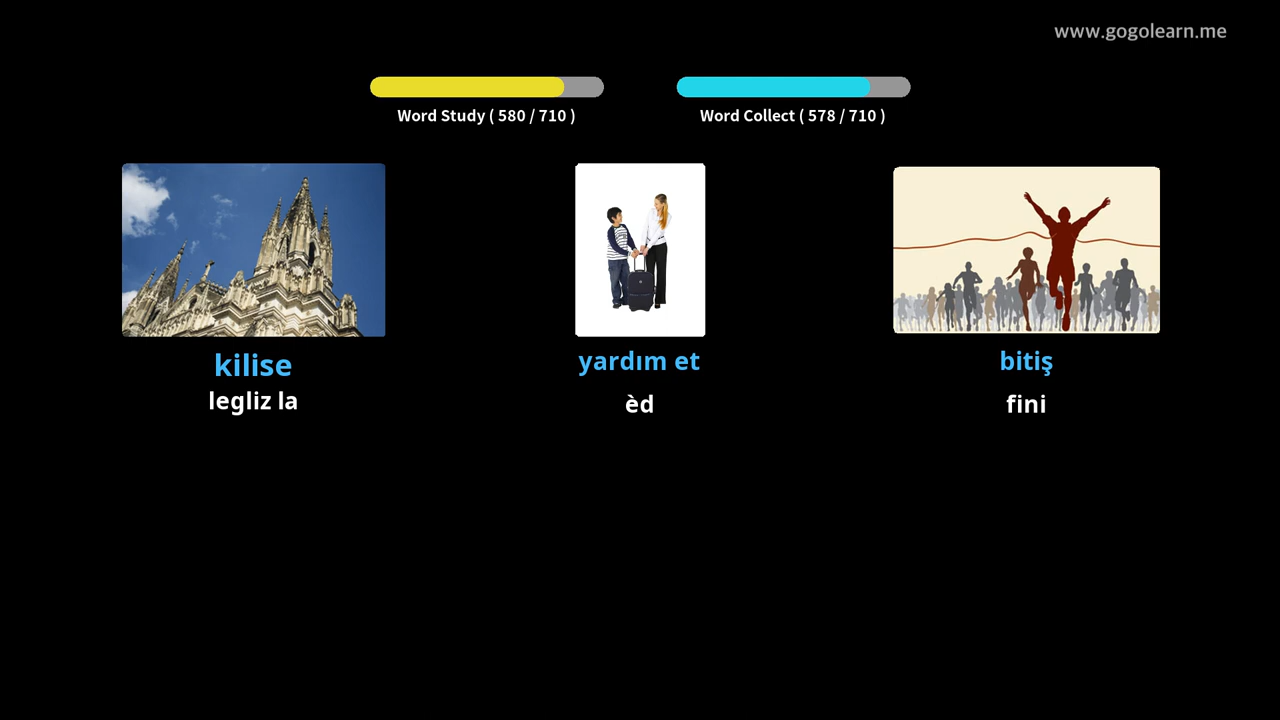 www.gogolearn.me
Word Study ( 580 / 710 )
Word Collect ( 578 / 710 )
kilise
legliz la
yardım et
èd
bitiş
fini